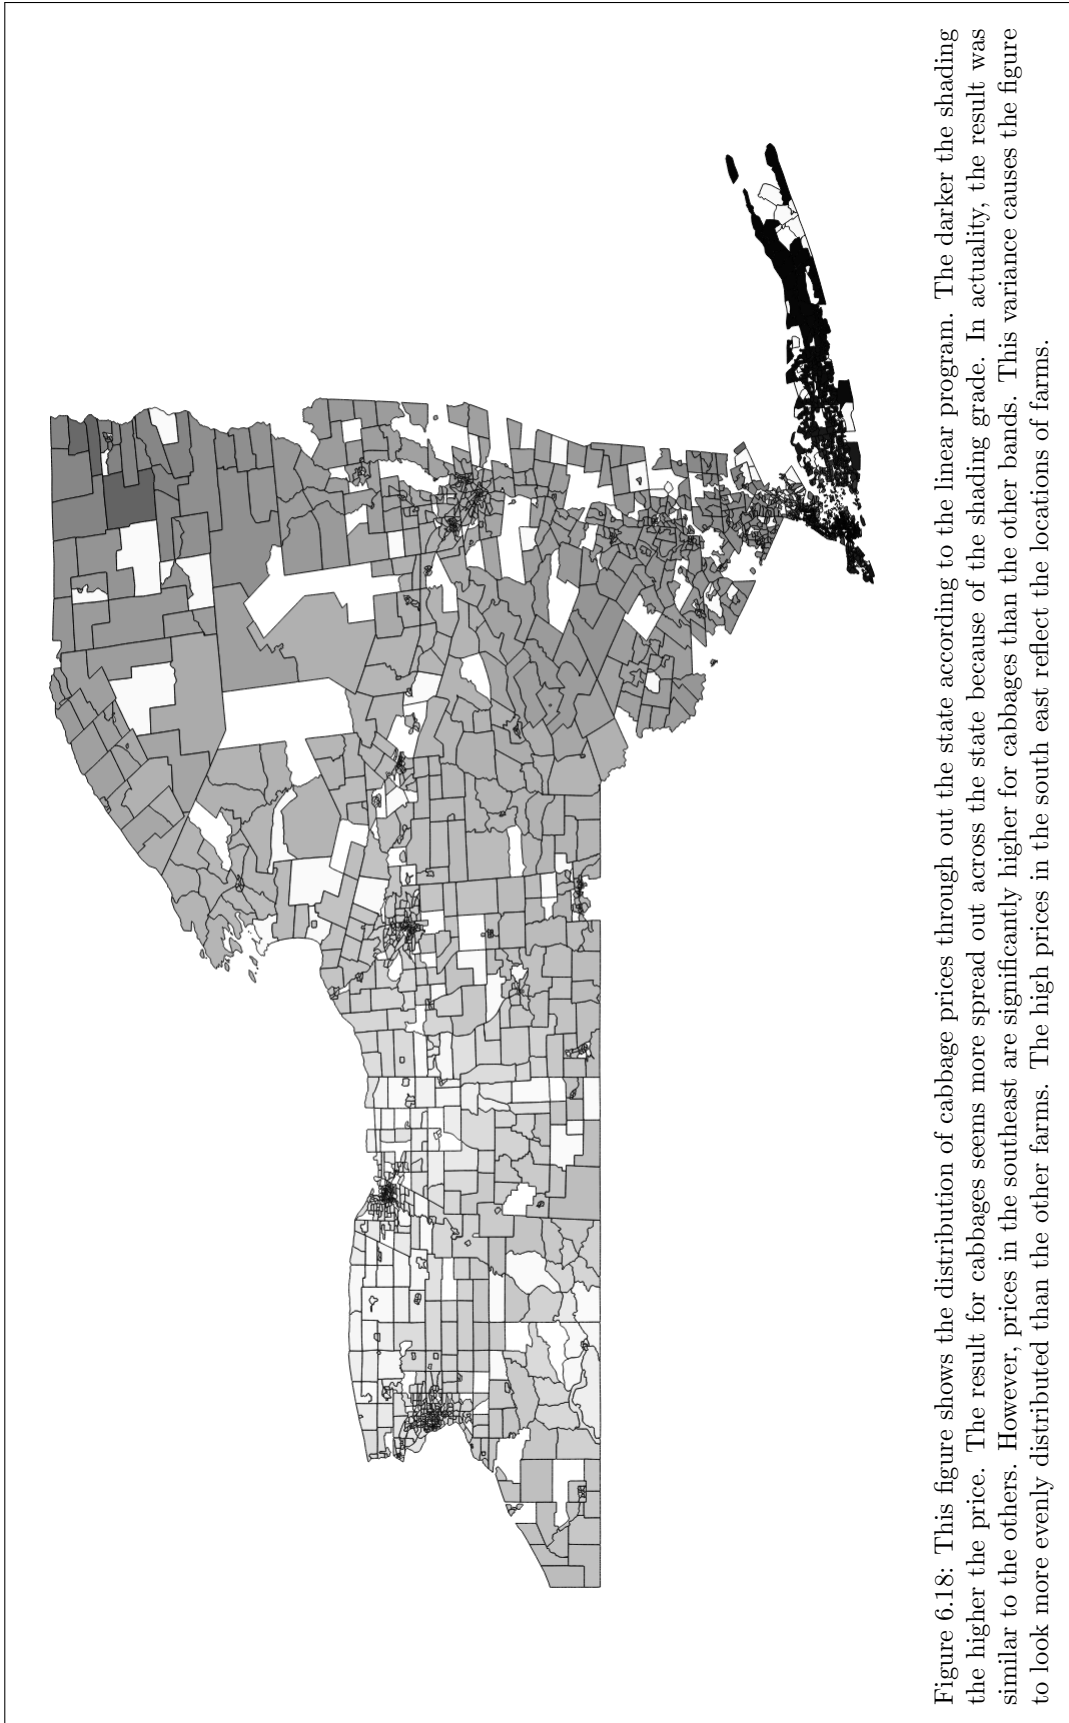 Figure 6.18: This figure shows the distribution of cabbage prices through out the state according to the linear program. The darker the shading
the higher the price. The result for cabbages seems more spread out across the state because of the shading grade. In actuality, the result was
similar to the others. However, prices in the southeast are significantly higher for cabbages than the other bands. This variance causes the figure
to look more evenly distributed than the other farms. The high prices in the south east reflect the locations of farms.